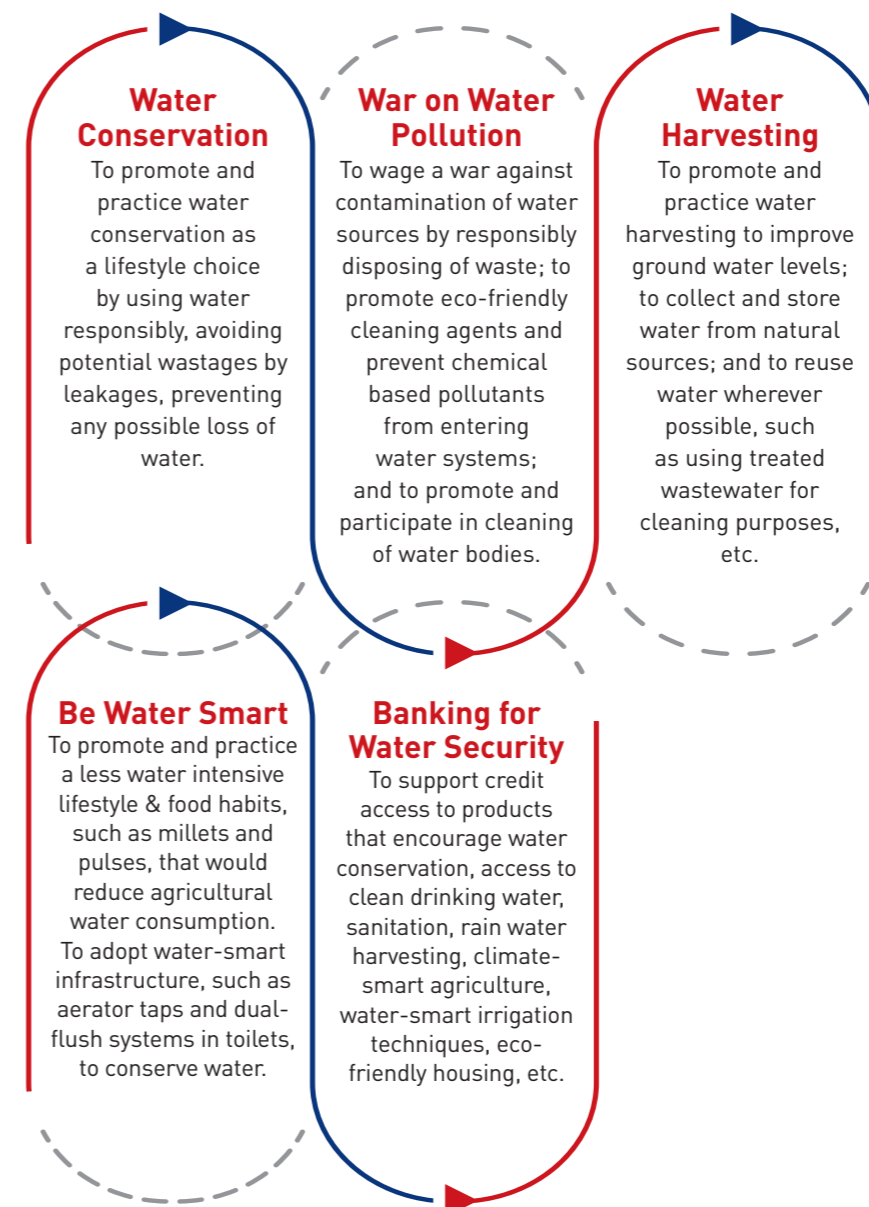 Water
Conservation
To promote and
practice water
conservation as
a lifestyle choice
by using water
responsibly, avoiding
potential wastages by
leakages, preventing
any possible loss of
water.
War on Water
Pollution
To wage a war against
contamination of water
sources by responsibly
disposing of waste; to
promote eco-friendly
cleaning agents and
prevent chemical
based pollutants
from entering
water systems;
and to promote and
participate in cleaning
of water bodies.
Water
Harvesting
To promote and
practice water
harvesting to improve
ground water levels;
to collect and store
water from natural
sources; and to reuse
water wherever
possible, such
as using treated
wastewater for
cleaning purposes,
etc.
Be Water Smart
To promote and practice
a less water intensive
lifestyle & food habits,
such as millets and
pulses, that would
reduce agricultural
water consumption.
To adopt water-smart
infrastructure, such as
aerator taps and dual-
flush systems in toilets,
to conserve water.
Banking for
Water Security
To support credit
access to products
that encourage water
conservation, access to
clean drinking water,
sanitation, rain water
harvesting, climate-
smart agriculture,
water-smart irrigation
techniques, eco-
friendly housing, etc.